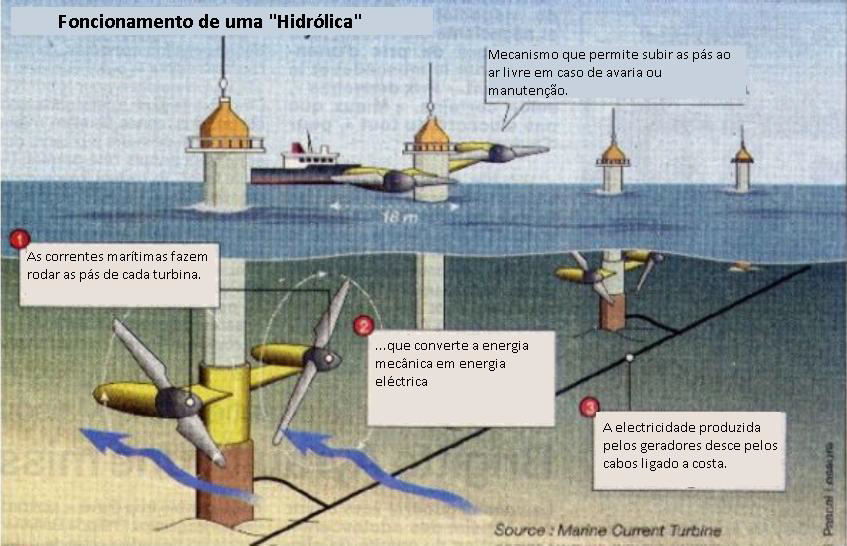 Foncionamento de uma "Hidrólica"
Mecanismo que permite subir as pás ao
ar livre em caso de avaria ou
manutenção.
18 m
1
As correntes marítimas fazem
rodar as pás de cada turbina.
2
...que converte a energia
mecânica em energia
eléctrica
3
A electricidade produzida
pelos geradores desce pelos
cabos ligado a costa.
Source : Marine Current Turbine
Pascal